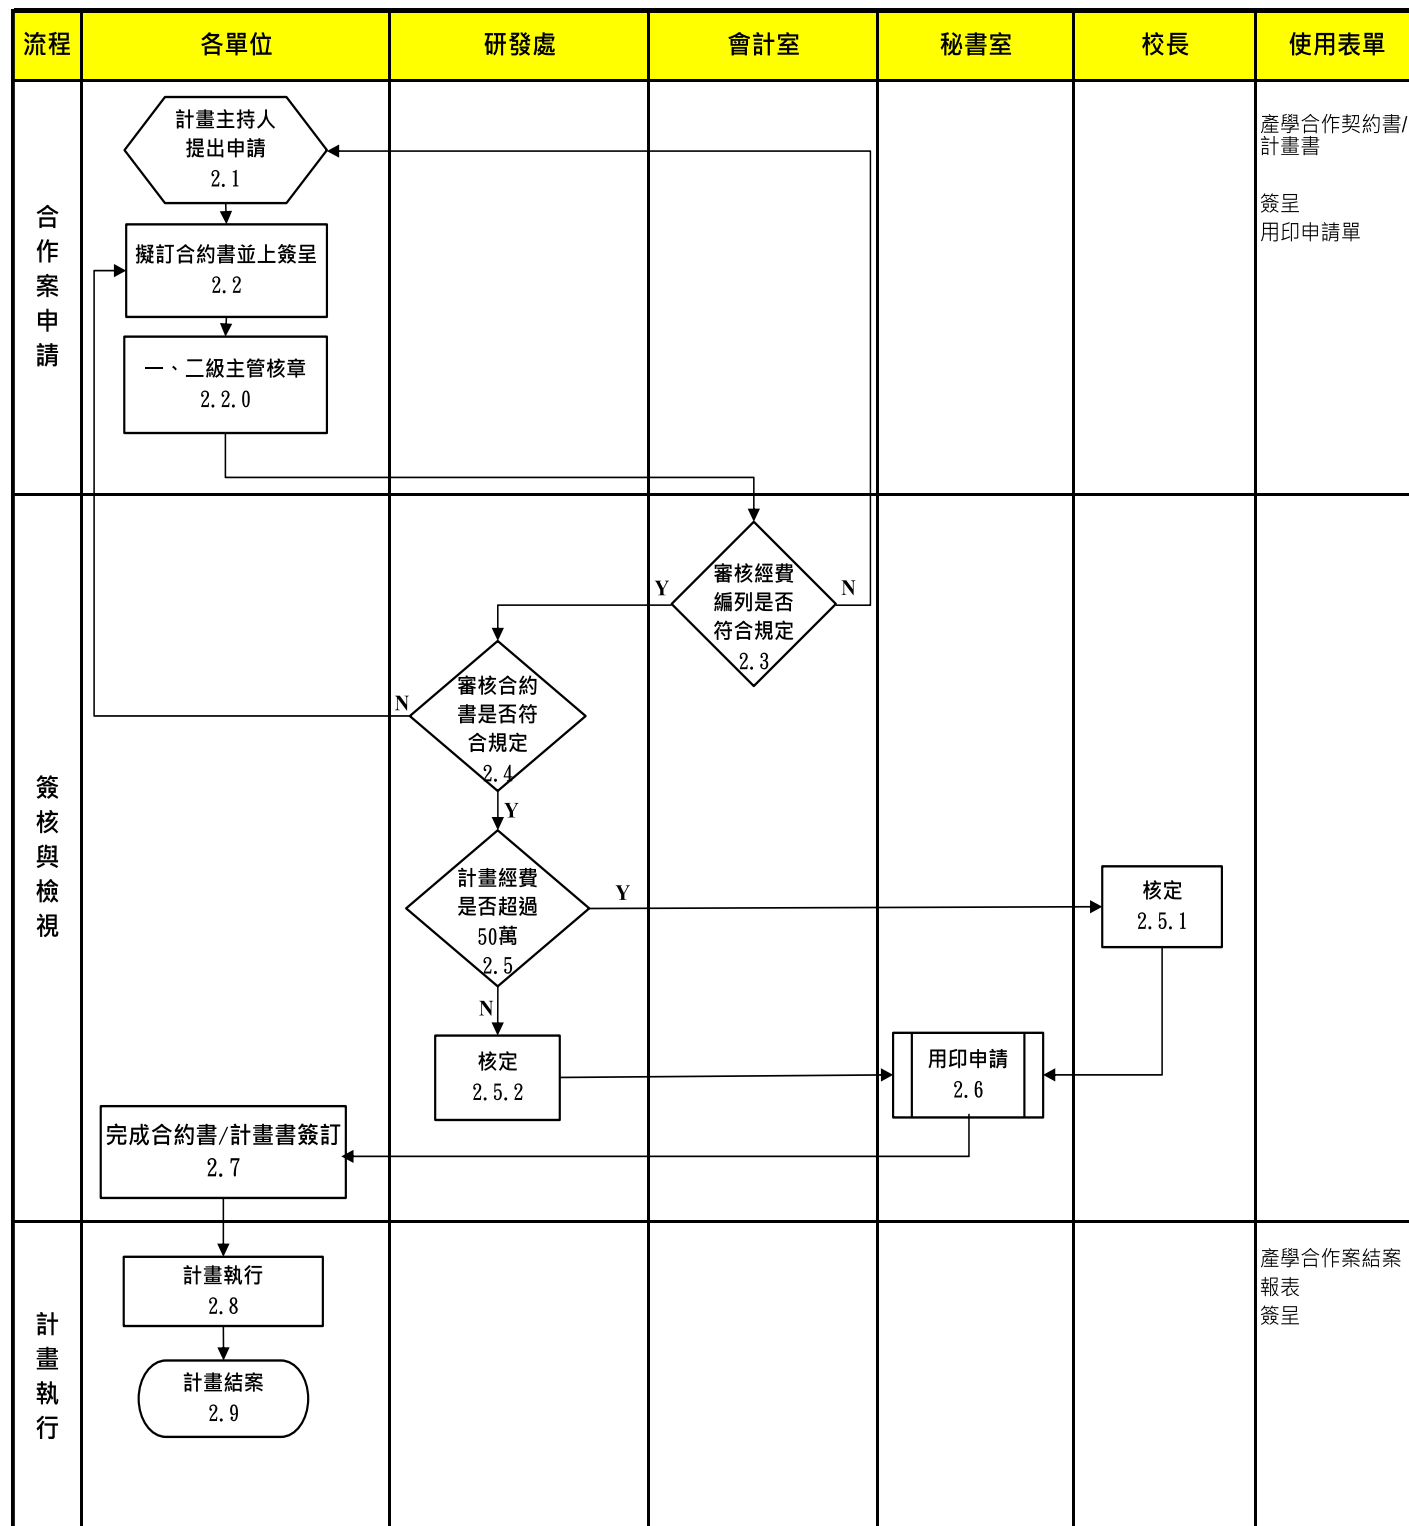 流程
各單位
研發處
會計室
秘書室
校長
使用表單
合
作
案
申
請
計畫主持人
提出申請
2.1
擬訂合約書並上簽呈
2.2
一、二級主管核章
2.2.0
產學合作契約書/
計畫書
簽呈
用印申請單
簽
核
與
檢
視
審核經費
編列是否
符合規定
2.3
Y
N
審核合約
書是否符
合規定
2.4
N
Y
計畫經費
是否超過
50萬
2.5
Y
N
核定
2.5.1
核定
2.5.2
用印申請
2.6
完成合約書/計畫書簽訂
2.7
計
畫
執
行
計畫執行
2.8
計畫結案
2.9
產學合作案結案
報表
簽呈